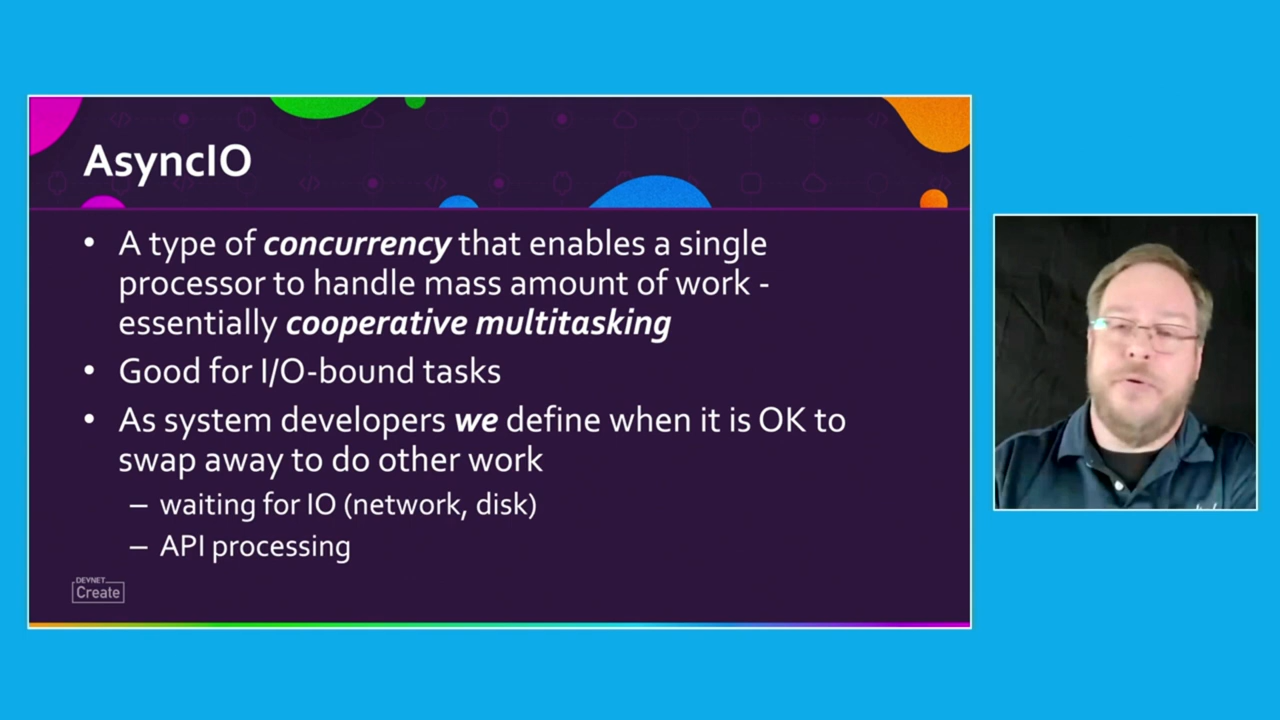 AsyncIO
• A type of concurrency that enables a single
processor to handle mass amount of work -
essentially cooperative multitasking
• Good for I/O-bound tasks
• As system developers we define when it is OK to
swap away to do other work
– waiting for IO (network, disk)
– API processing
DEVNET
Create